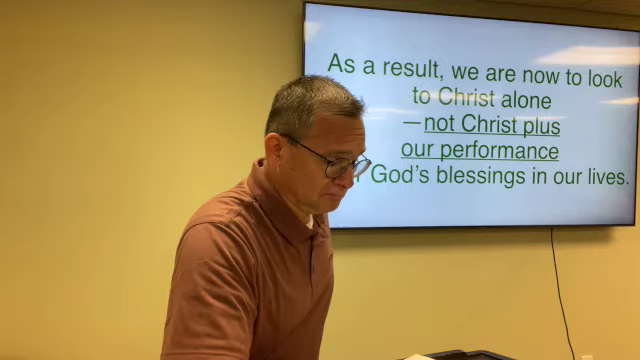 As a result, we are now to look
to Christ alone
—not Christ plus
our performance
God's blessings in our lives.